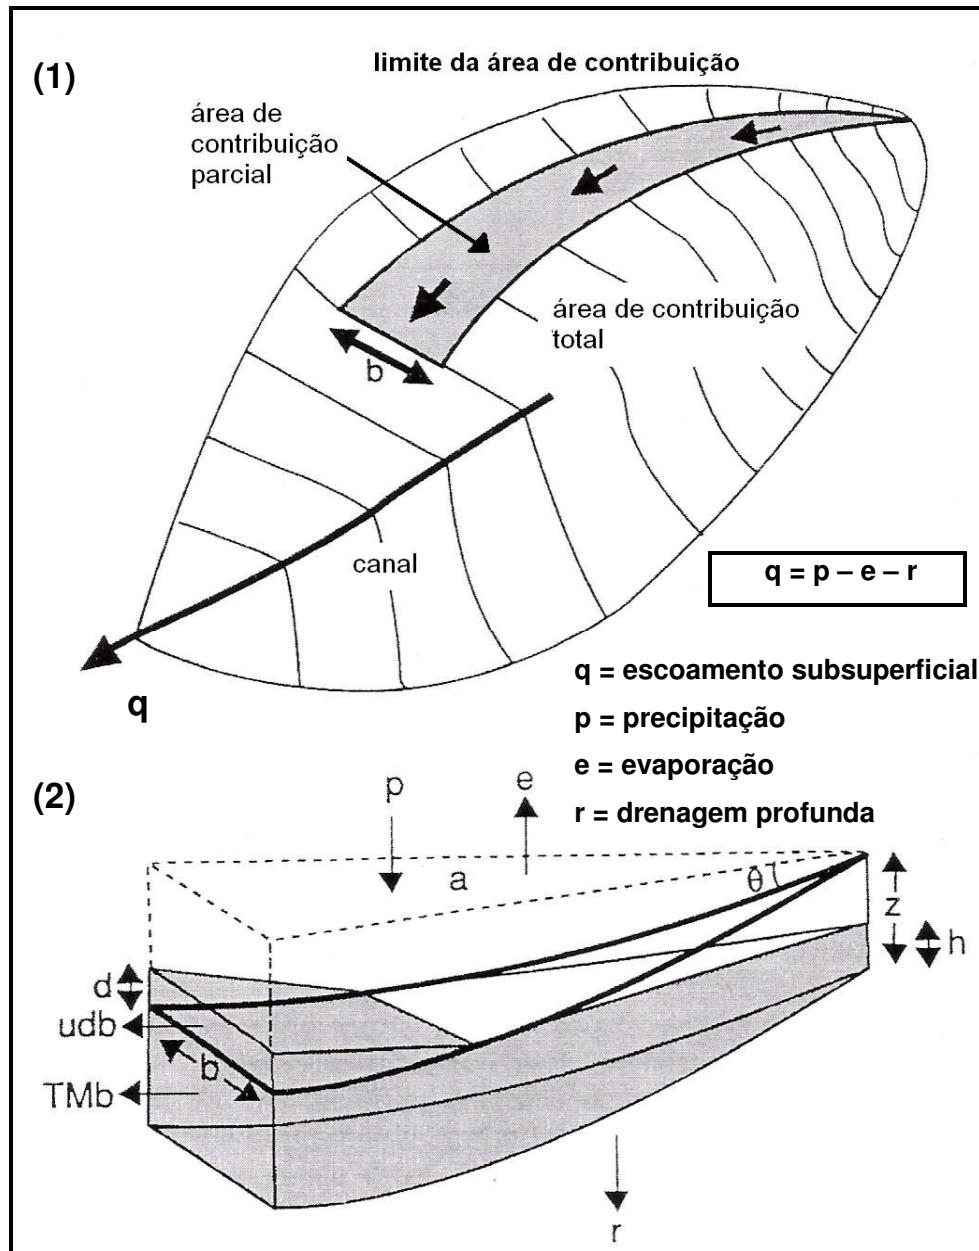 (1)
limite da área de contribuição
área de
contribuição
parcial
área de contribuição
total
b
canal
q = p – e – r
q
q = escoamento subsuperficial
p = precipitação
e = evaporação
r = drenagem profunda
(2)
p
e
a
θ
z
h
d
udb
b
TMb
r